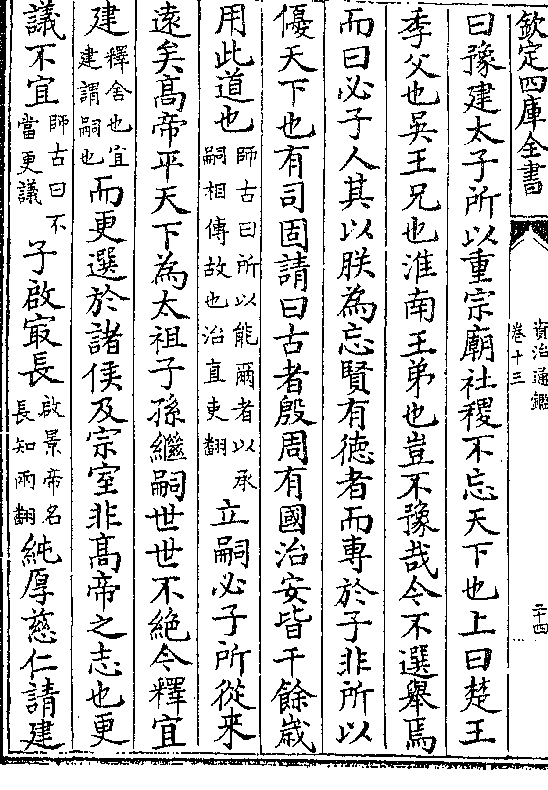 欽定四庫全書
資治通鑑
卷十三
二十四
曰豫建太子所以重宗廟社稷不忘天下也上曰楚王
季父也吳王兄也淮南王弟也豈不豫哉今不選舉焉
而曰必子人其以朕為忘賢有徳者而專於子非所以
優天下也有司固請曰古者殷周有國治安皆千餘歲
用此道也師古曰所以能爾者以承嗣相傳故也治直吏翻立嗣必子所從來
遠矣髙帝平天下為太祖子孫繼嗣世世不絶今釋宜
建釋舍也宜建謂嗣也而更選於諸侯及宗室非髙帝之志也更
議不宜師古曰不當更議子啟冣長啟景帝名長知兩翻純厚慈仁請建